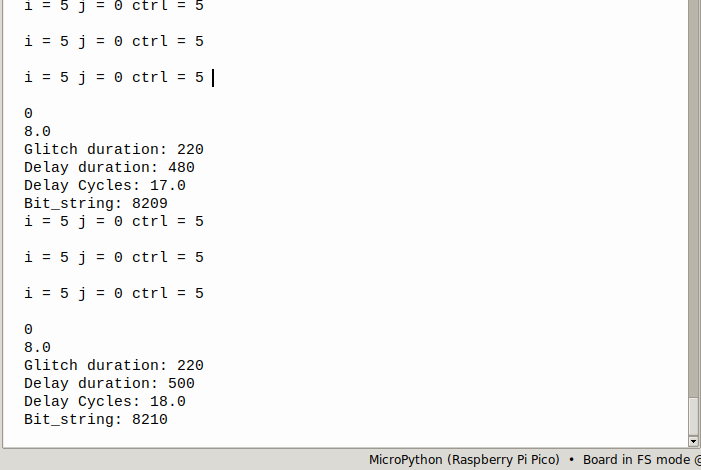 i = 5 j = 0 ctrl = 5
i = 5 j = 0 ctrl = 5
i = 5 j = 0 ctrl = 5
0
8.0
Glitch duration: 220
Delay duration: 480
Delay Cycles: 17.0
Bit_string: 8209
i = 5 j = 0 ctrl = 5
i = 5 j = 0 ctrl = 5
i = 5 j = 0 ctrl = 5
0
8.0
Glitch duration: 220
Delay duration: 500
Delay Cycles: 18.0
Bit_string: 8210
MicroPython (Raspberry Pi Pico) • Board in FS mode @